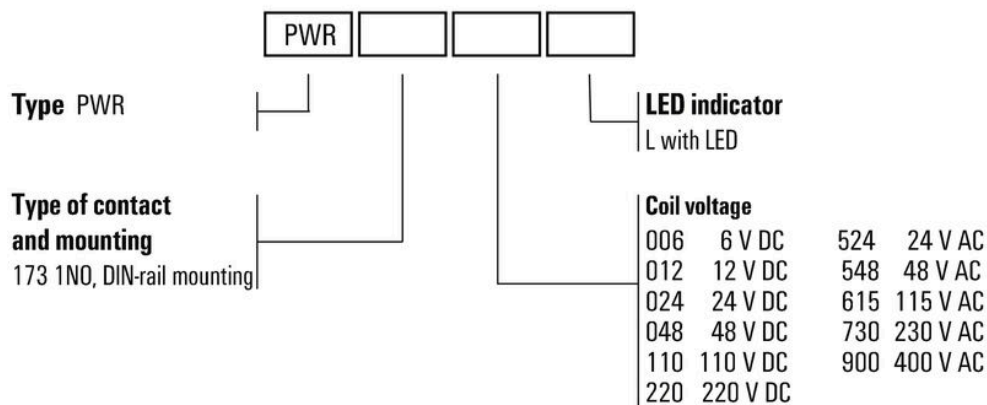 PWR
Type PWR
LED indicator
L with LED
Type of contact
and mounting
173 1NO, DIN-rail mounting
Coil voltage
006 6 V DC 524 24 V AC
012 12 V DC 548 48 V AC
024 24 V DC 615 115 V AC
048 48 V DC 730 230 V AC
110 110 V DC 900 400 V AC
220 220 V DC